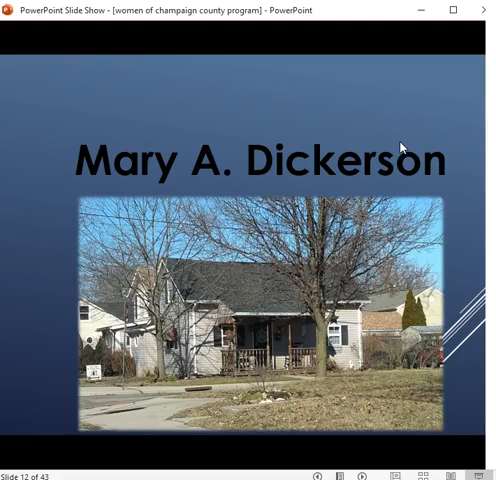 PowerPoint Slide Show - [women of champaign county program] - PowerPoint
Mary A. Dickerson
Slide 12 of 43